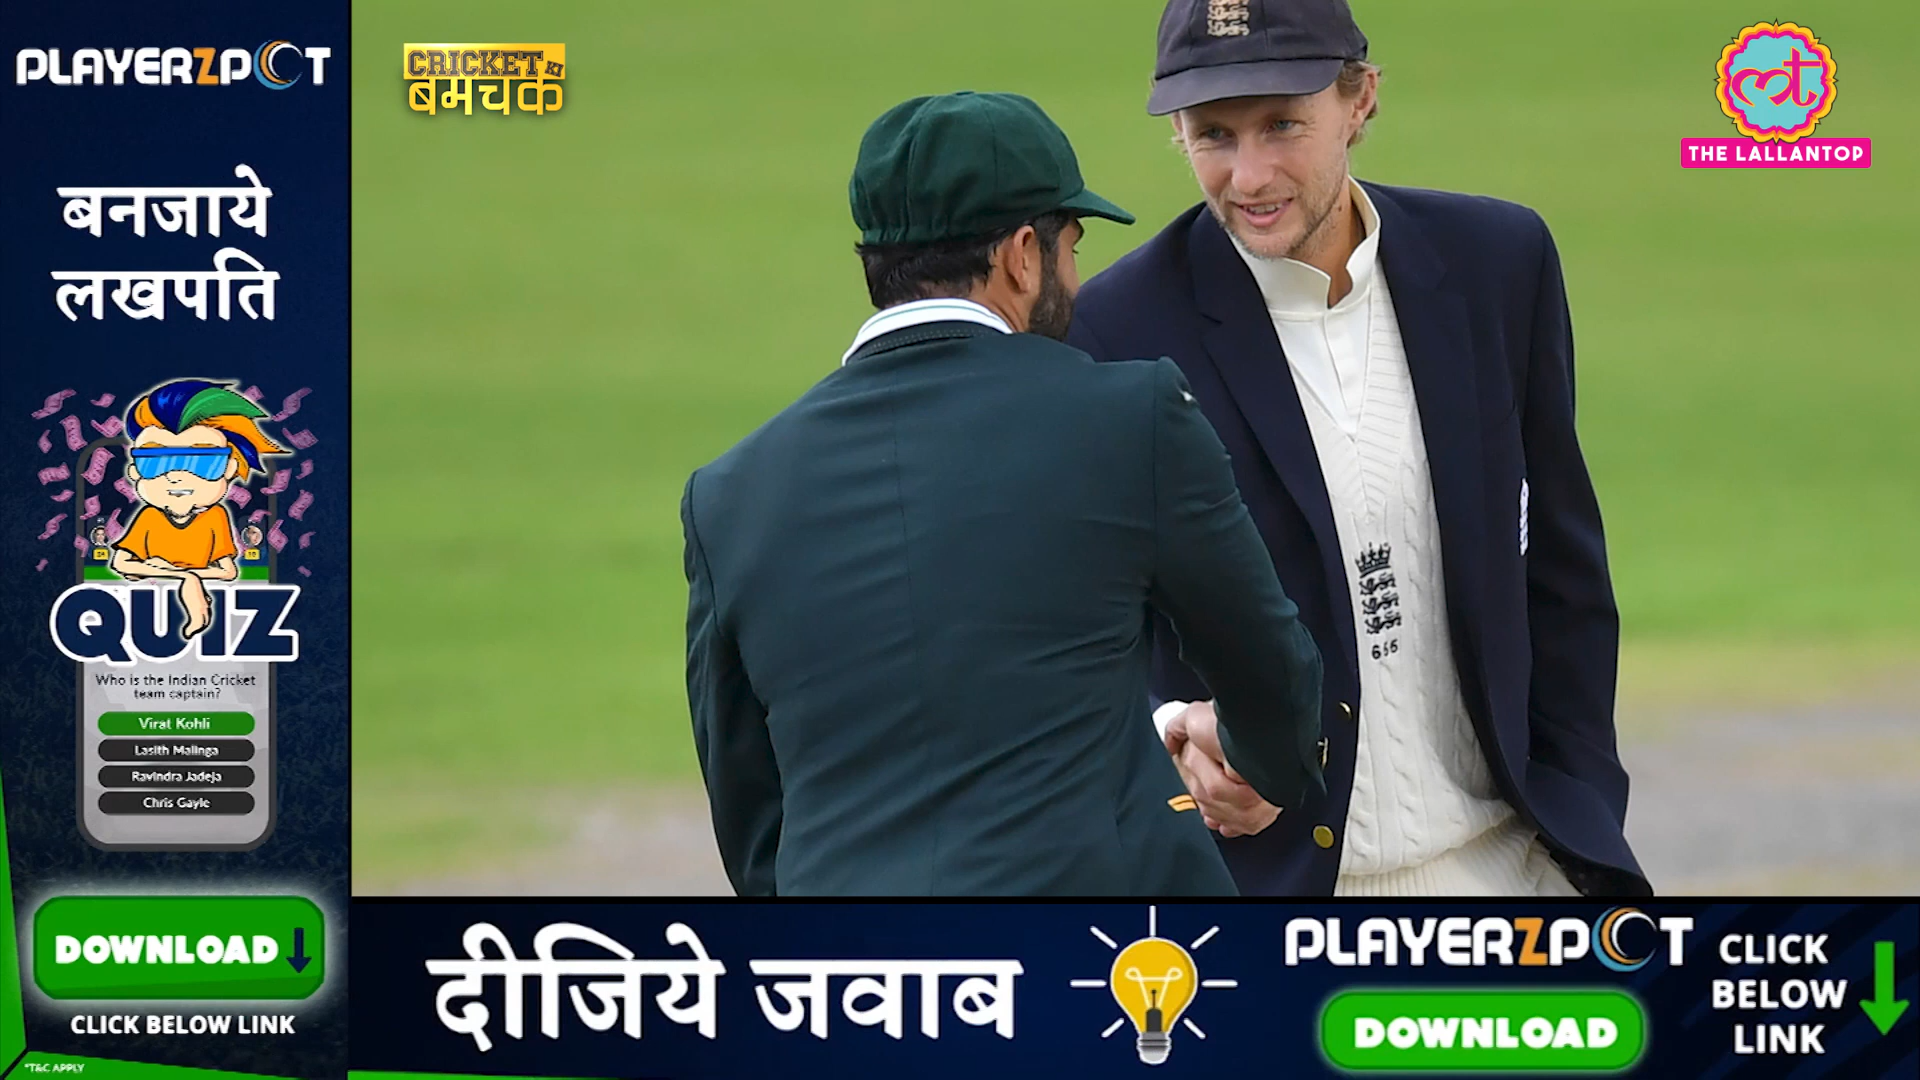 PLAYERZPOT
बनजाये
लखपति
QUIZ
Who is the Indian Cricket
team captain?
Virat Kohli
Lasith Malinga
Ravindra Jadeja
Chris Gayle
DOWNLOAD
CLICK BELOW LINK
*T&C APPLY
CRICKET KI
बमचक
THE LALLANTOP
666
दीजिये जवाब
PLAYERZPOT
DOWNLOAD
CLICK
BELOW
LINK